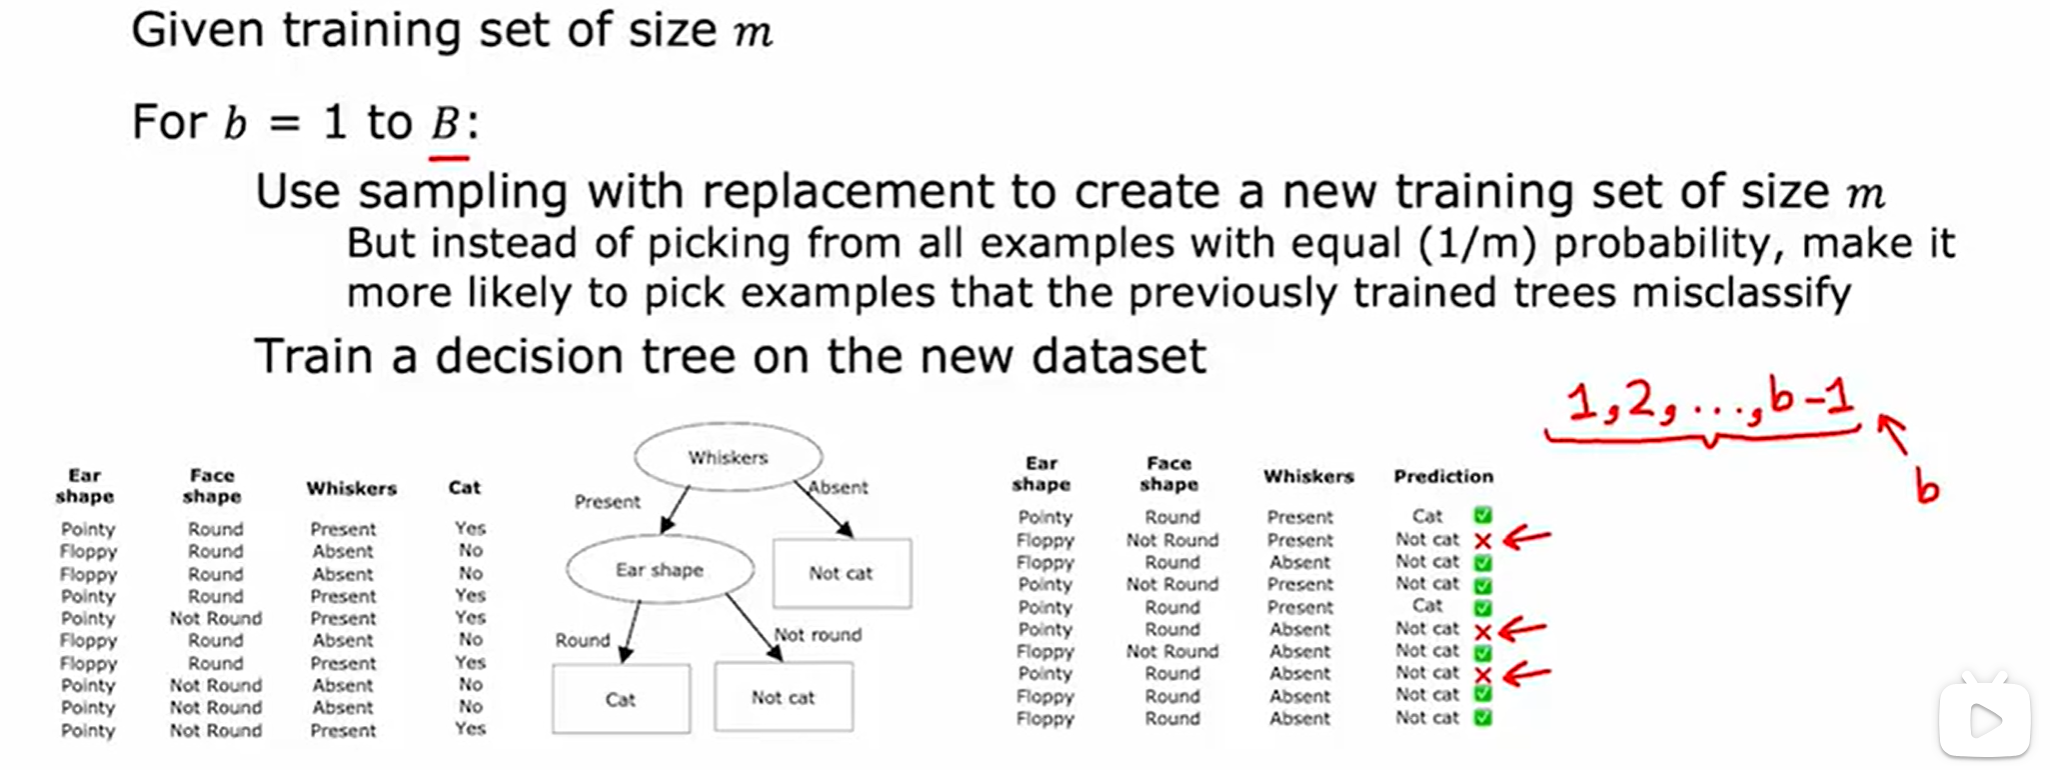 Given training set of size m
For b = 1 to B:
Use sampling with replacement to create a new training set of size m
But instead of picking from all examples with equal (1/m) probability, make it
more likely to pick examples that the previously trained trees misclassify
Train a decision tree on the new dataset
1,2,...,b-1
b
Ear shape Face shape Whiskers Cat
Pointy Round Present Yes
Floppy Round Absent No
Floppy Round Absent No
Pointy Round Present Yes
Pointy Not Round Present Yes
Floppy Round Absent No
Floppy Round Present Yes
Pointy Not Round Absent No
Pointy Not Round Absent No
Pointy Not Round Present Yes
Whiskers
Present Absent
Ear shape Not cat
Round Not round
Cat Not cat
Ear shape Face shape Whiskers Prediction
Pointy Round Present Cat ✅
Floppy Not Round Present Not cat ×
Floppy Round Absent Not cat ✅
Pointy Not Round Present Not cat ✅
Pointy Round Present Cat ✅
Pointy Round Absent Not cat ×
Floppy Not Round Absent Not cat ✅
Pointy Round Absent Not cat ×
Floppy Round Absent Not cat ✅
Floppy Round Absent Not cat ✅